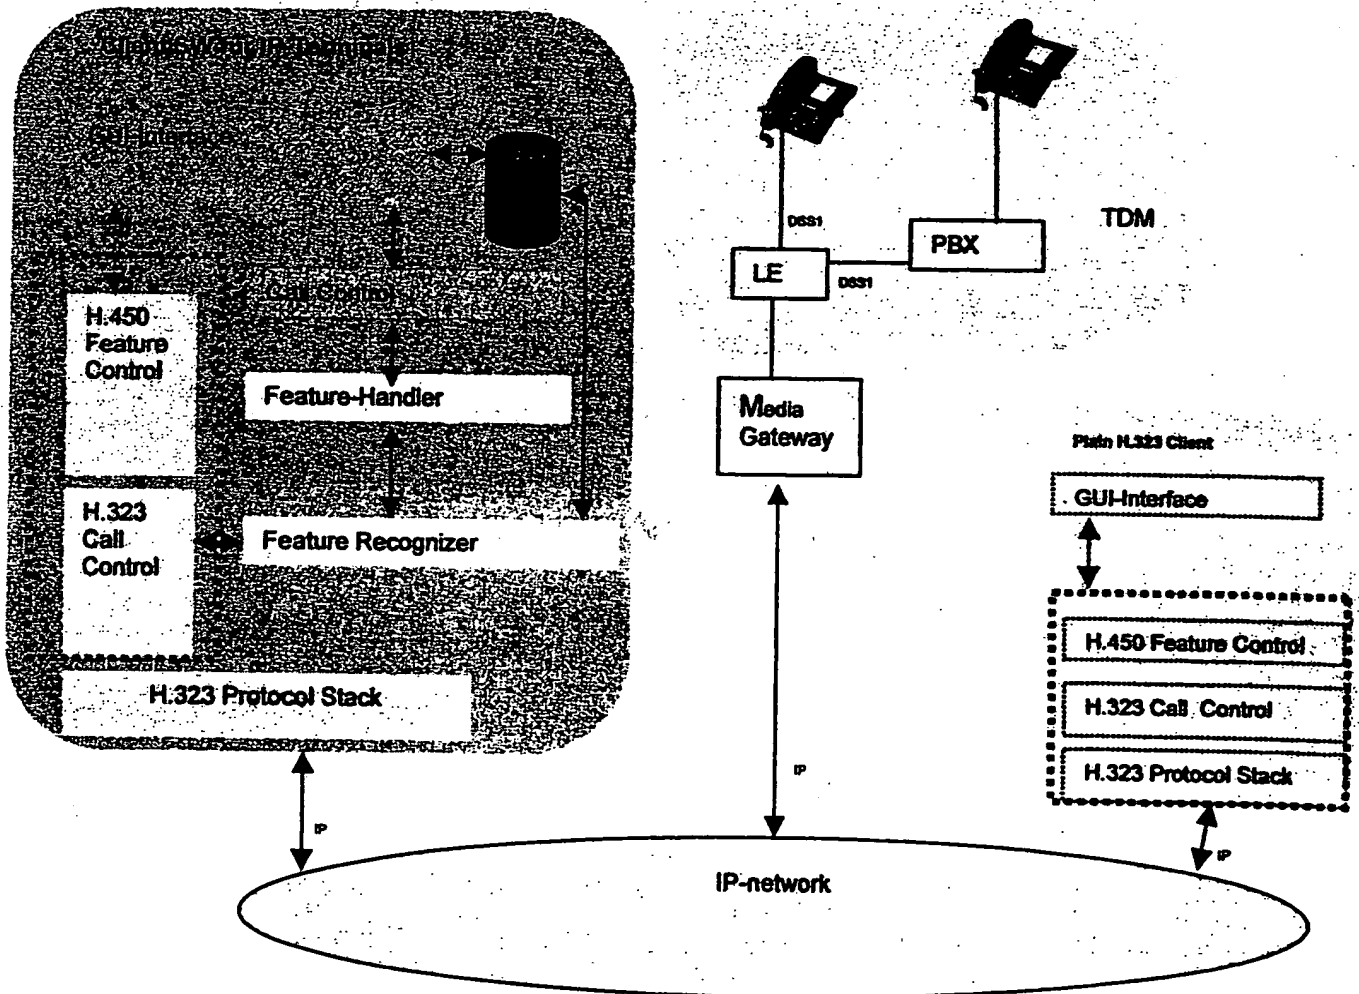 GUI-Interface
Call Control
H.450
Feature
Control
Feature-Handler
H.323
Call
Control
Feature Recognizer
H.323 Protocol Stack
IP
DSS1
TDM
PBX
LE
DSS1
Media
Gateway
IP
Plain H.323 Client
GUI-Interface
H.450 Feature Control
H.323 Call Control
H.323 Protocol Stack
IP
IP-network